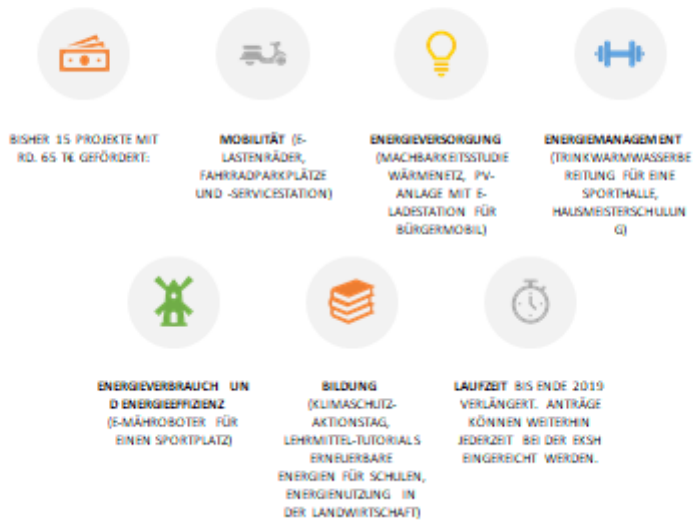 BISHER 15 PROJEKTE MIT
RD. 65 T€ GEFÖRDERT:
MOBILITÄT (E-
LASTENRÄDER,
FAHRRADPARKPLÄTZE
UND -SERVICESTATION)
ENERGIEVERSORGUNG
(MACHBARKEITSSTUDIE
WÄRMENETZ, PV-
ANLAGE MIT E-
LADESTATION FÜR
BÜRGERMOBIL)
ENERGIEMANAGEMENT
(TRINKWARMWASSERBE
REITUNG FÜR EINE
SPORTHALLE,
HAUSMEISTERSCHULUN
G)
ENERGIEVERBRAUCH UN
D ENERGIEEFFIZIENZ
(E-MÄHROBOTER FÜR
EINEN SPORTPLATZ)
BILDUNG
(KLIMASCHUTZ-
AKTIONSTAG,
LEHRMITTEL-TUTORIALS
ERNEUERBARE
ENERGIEN FÜR SCHULEN,
ENERGIENUTZUNG IN
DER LANDWIRTSCHAFT)
LAUFZEIT BIS ENDE 2019
VERLÄNGERT. ANTRÄGE
KÖNNEN WEITERHIN
JEDERZEIT BEI DER EKSH
EINGEREICHT WERDEN.